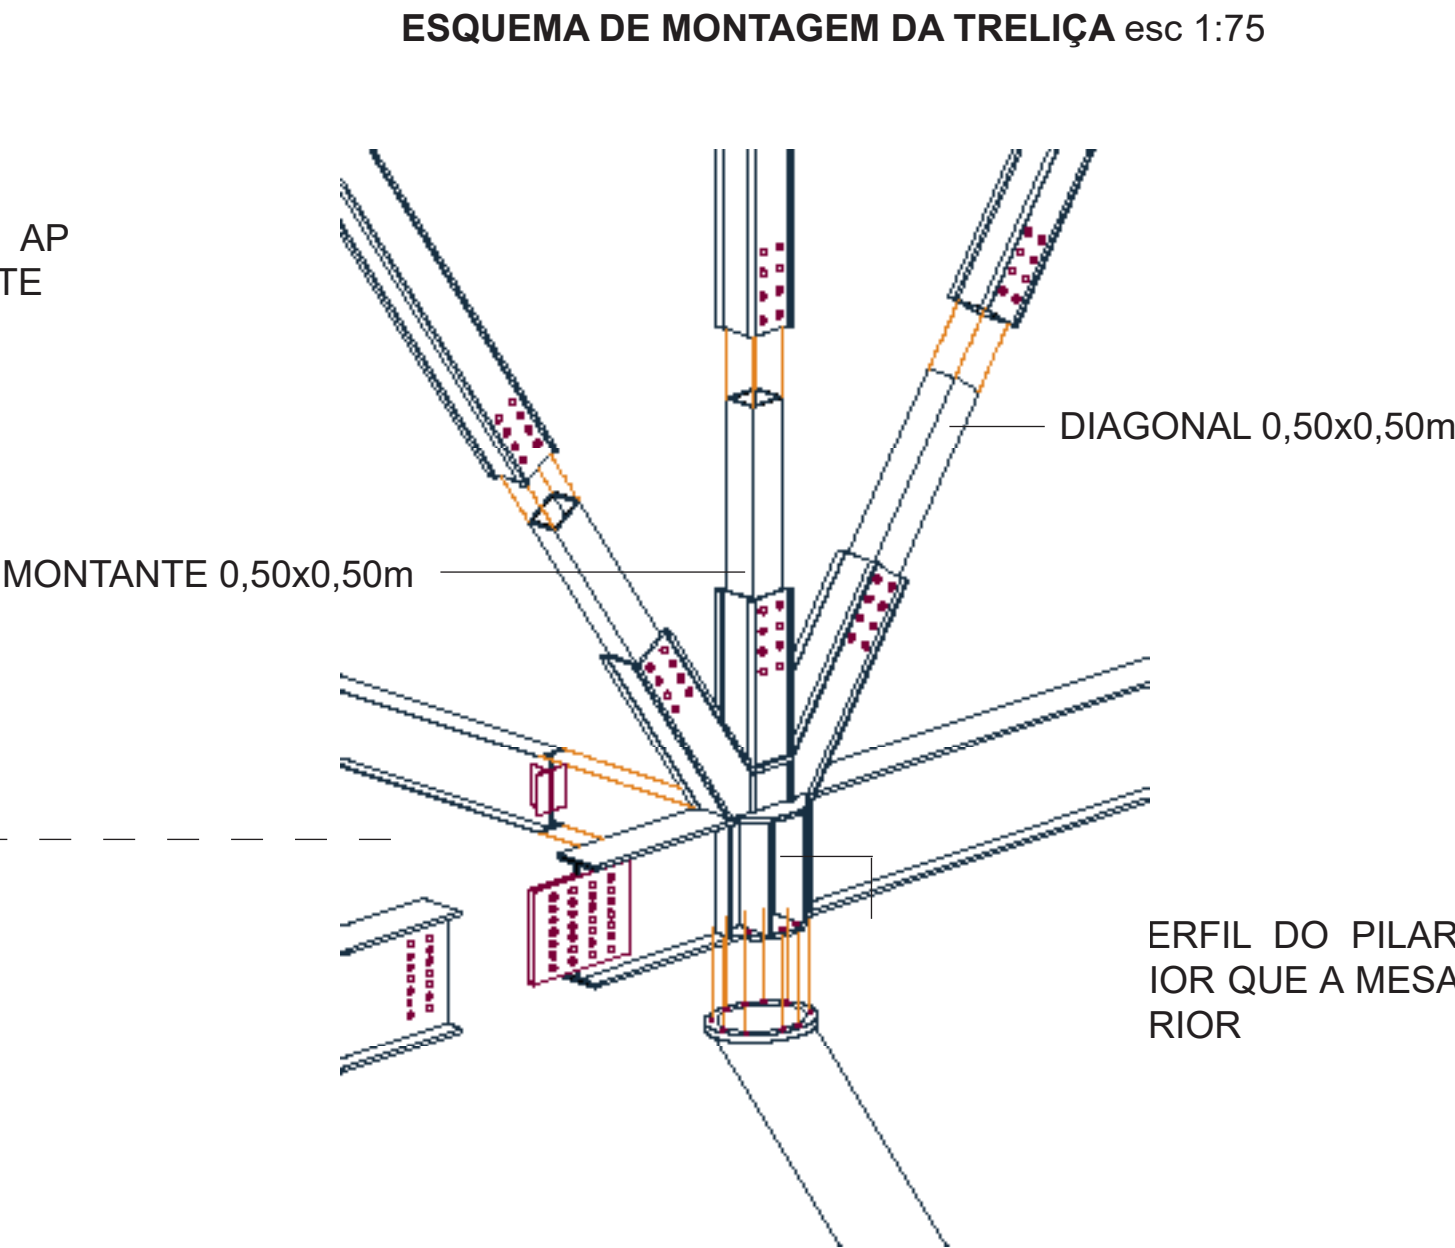 ESQUEMA DE MONTAGEM DA TRELIÇA esc 1:75
AP
TE
DIAGONAL 0,50x0,50m
MONTANTE 0,50x0,50m
ERFIL DO PILAR
IOR QUE A MESA
RIOR